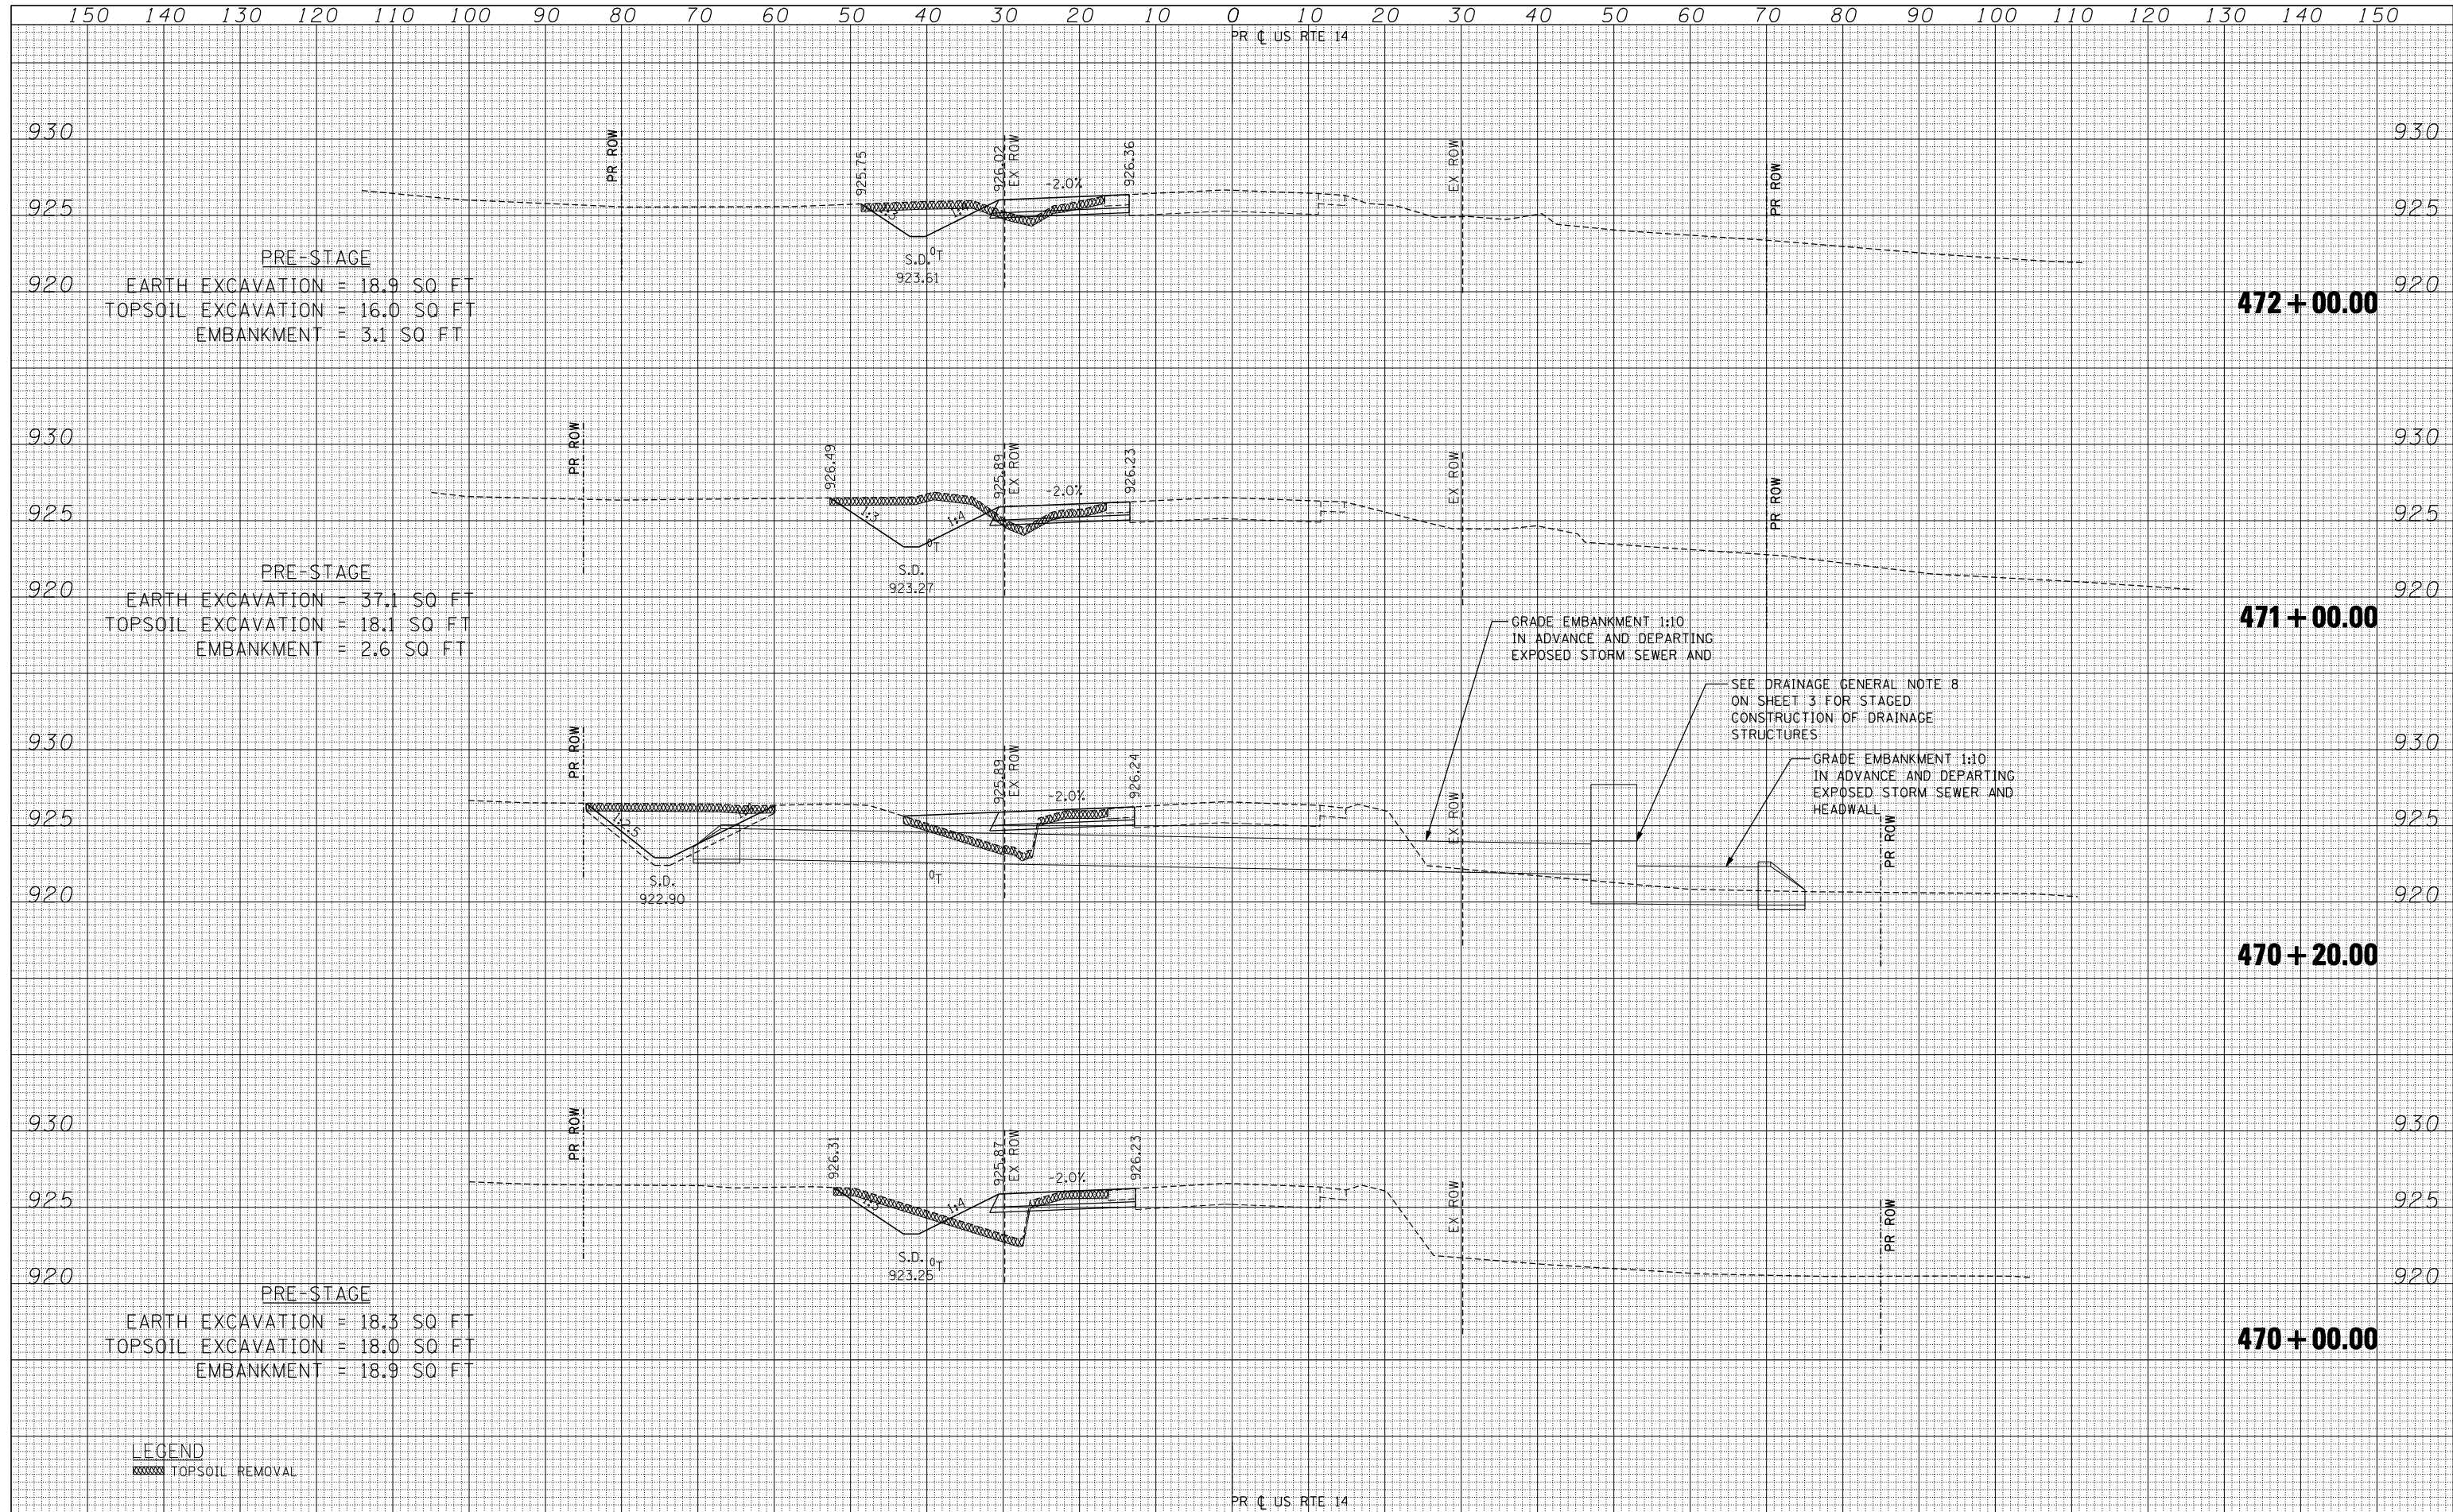 150 140 130 120 110 100 90 80 70 60 50 40 30 20 10 0 10 20 30 40 50 60 70 80 90 100 110 120 130 140 150
PR ℄ US RTE 14
930 930
925 925
920 920
PR ROW
925.75
926.02
EX ROW
-2.0%
926.36
EX ROW
PR ROW
S.D.
923.61
0T
PRE-STAGE
EARTH EXCAVATION = 18.9 SQ FT
TOPSOIL EXCAVATION = 16.0 SQ FT
EMBANKMENT = 3.1 SQ FT
472+00.00
930 930
925 925
920 920
PR ROW
926.49
1:3
1:4
925.89
EX ROW
-2.0%
926.23
EX ROW
PR ROW
0T
S.D.
923.27
PRE-STAGE
EARTH EXCAVATION = 37.1 SQ FT
TOPSOIL EXCAVATION = 18.1 SQ FT
EMBANKMENT = 2.6 SQ FT
471+00.00
GRADE EMBANKMENT 1:10
IN ADVANCE AND DEPARTING
EXPOSED STORM SEWER AND
SEE DRAINAGE GENERAL NOTE 8
ON SHEET 3 FOR STAGED
CONSTRUCTION OF DRAINAGE
STRUCTURES
GRADE EMBANKMENT 1:10
IN ADVANCE AND DEPARTING
EXPOSED STORM SEWER AND
HEADWALL
930 930
925 925
920 920
PR ROW
1:2.5
925.89
EX ROW
-2.0%
926.24
EX ROW
PR ROW
S.D.
922.90
0T
470+20.00
930 930
925 925
920 920
PR ROW
926.31
1:3
1:4
925.87
EX ROW
-2.0%
926.23
EX ROW
PR ROW
S.D.
923.25
0T
PRE-STAGE
EARTH EXCAVATION = 18.3 SQ FT
TOPSOIL EXCAVATION = 18.0 SQ FT
EMBANKMENT = 18.9 SQ FT
470+00.00
LEGEND
TOPSOIL REMOVAL
PR ℄ US RTE 14